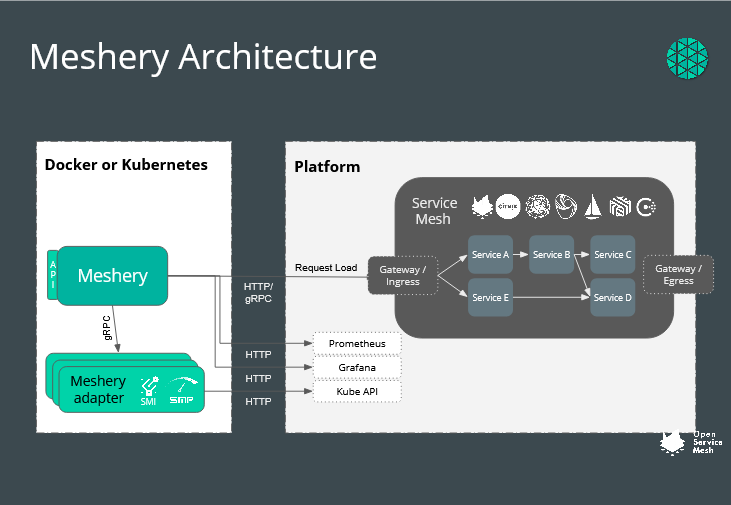 Meshery Architecture
Docker or Kubernetes
Platform
Service
Mesh
CITRIX
Service A
Service B
Service C
API
Meshery
Request Load
Gateway /
Ingress
Gateway /
Egress
HTTP/
gRPC
Service E
Service D
gRPC
Prometheus
HTTP
Grafana
HTTP
Meshery
adapter
SMI
SMP
Kube API
HTTP
Open
Service
Mesh